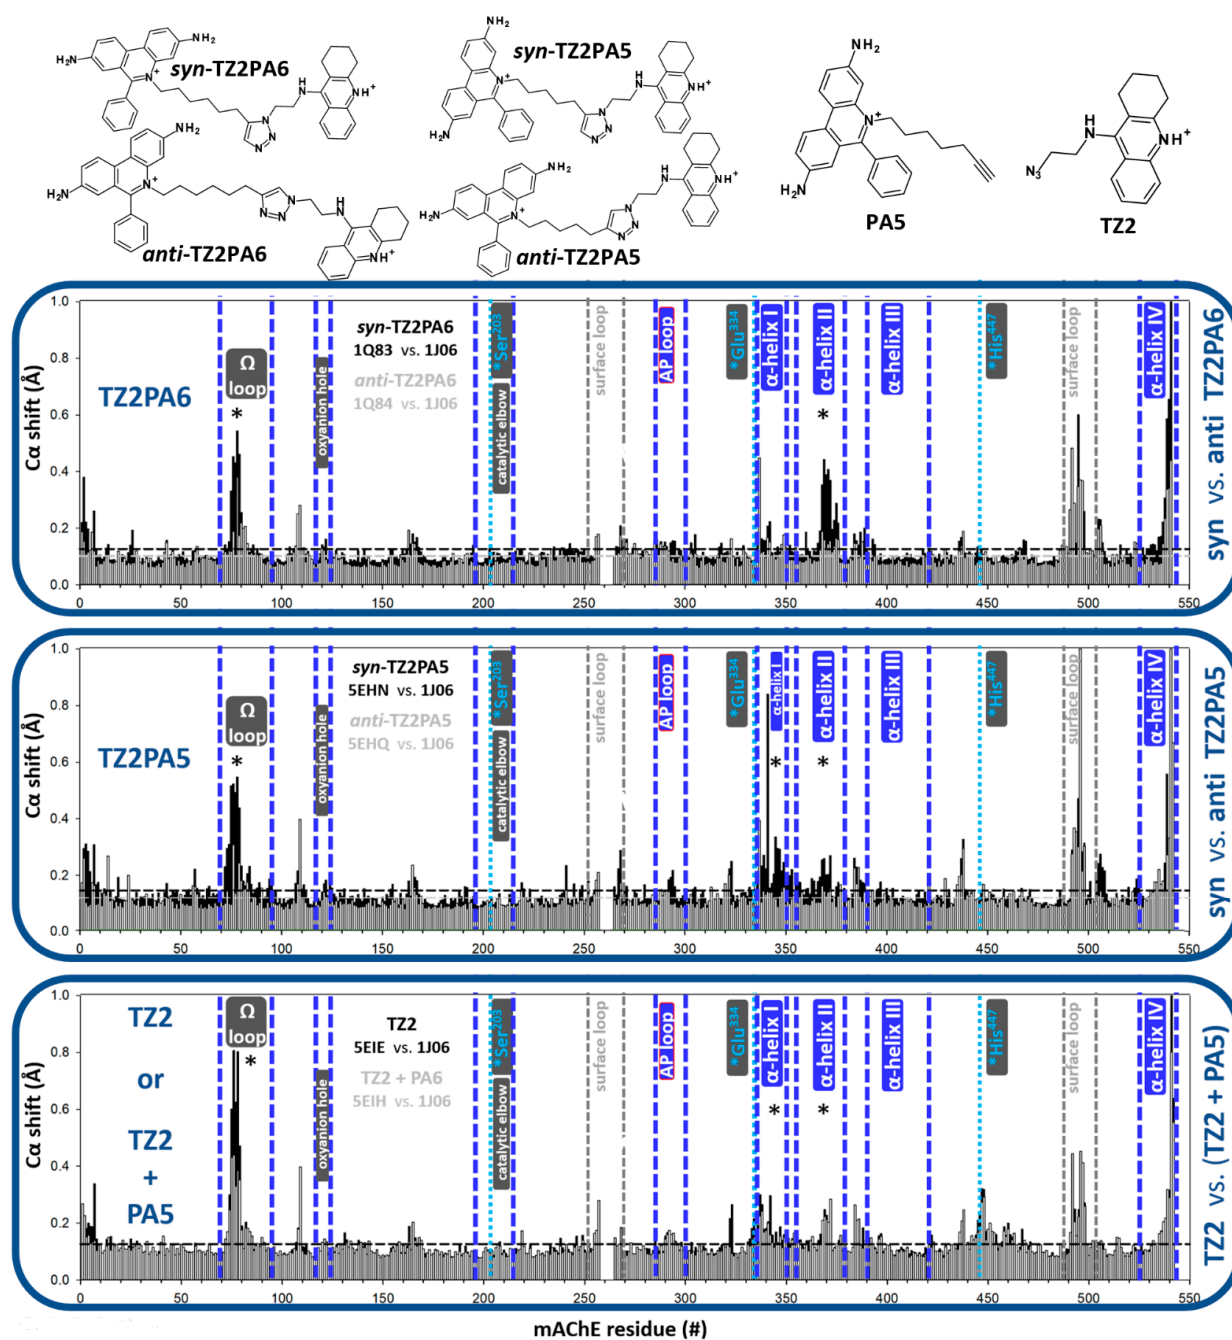 NH2
NH2
H2N
syn-TZ2PA6
H
N
NH+
N+
N
N
N
syn-TZ2PA5
N+
H2N
HN
NH+
N
N
N
NH2
N+
H2N
PA5
HN
N3
NH+
TZ2
NH2
H2N
N+
anti-TZ2PA6
N
N
N
H
N
NH+
NH2
H2N
N+
anti-TZ2PA5
N
N
N
HN
NH+
Cα shift (Å)
1.0
0.8
0.6
0.4
0.2
0.0
TZ2PA6
Ω
loop
*
oxyanion hole
syn-TZ2PA6
1Q83 vs. 1J06
anti-TZ2PA6
1Q84 vs. 1J06
*Ser203
catalytic elbow
surface loop
AP loop
*Glu334
α-helix I
α-helix II
*
α-helix III
*His447
surface loop
α-helix IV
syn vs. anti TZ2PA6
0 50 100 150 200 250 300 350 400 450 500 550
Cα shift (Å)
1.0
0.8
0.6
0.4
0.2
0.0
TZ2PA5
Ω
loop
*
oxyanion hole
syn-TZ2PA5
5EHN vs. 1J06
anti-TZ2PA5
5EHQ vs. 1J06
*Ser203
catalytic elbow
surface loop
AP loop
*Glu334
α-helix I
*
α-helix II
*
α-helix III
*His447
surface loop
α-helix IV
syn vs. anti TZ2PA5
0 50 100 150 200 250 300 350 400 450 500 550
Cα shift (Å)
1.0
0.8
0.6
0.4
0.2
0.0
TZ2
or
TZ2
+
PA5
Ω
loop
*
oxyanion hole
TZ2
5EIE vs. 1J06
TZ2 + PA6
5EIH vs. 1J06
*Ser203
catalytic elbow
surface loop
AP loop
*Glu334
α-helix I
*
α-helix II
*
α-helix III
*His447
surface loop
α-helix IV
TZ2 vs. (TZ2 + PA5)
0 50 100 150 200 250 300 350 400 450 500 550
mAChE residue (#)